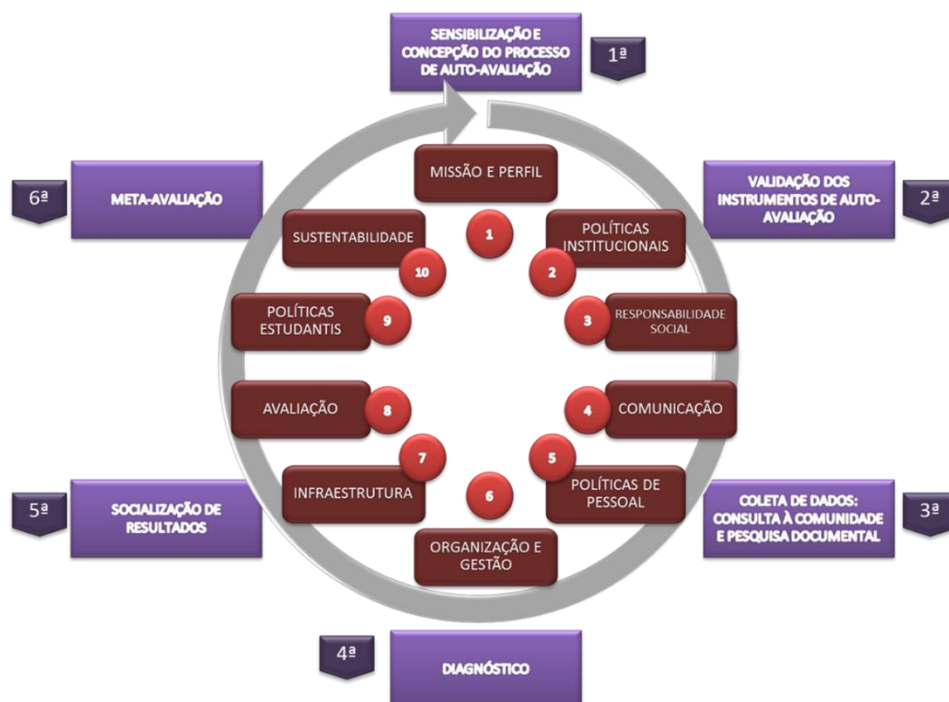 SENSIBILIZAÇÃO E
CONCEPÇÃO DO PROCESSO
DE AUTO-AVALIAÇÃO
1ª
VALIDAÇÃO DOS
INSTRUMENTOS DE AUTO-
AVALIAÇÃO
2ª
COLETA DE DADOS:
CONSULTA À COMUNIDADE
E PESQUISA DOCUMENTAL
3ª
4ª
DIAGNÓSTICO
5ª
SOCIALIZAÇÃO DE
RESULTADOS
6ª
META-AVALIAÇÃO
MISSÃO E PERFIL
1
POLÍTICAS
INSTITUCIONAIS
2
RESPONSABILIDADE
SOCIAL
3
COMUNICAÇÃO
4
POLÍTICAS DE
PESSOAL
5
ORGANIZAÇÃO E
GESTÃO
6
INFRAESTRUTURA
7
AVALIAÇÃO
8
POLÍTICAS
ESTUDANTIS
9
SUSTENTABILIDADE
10